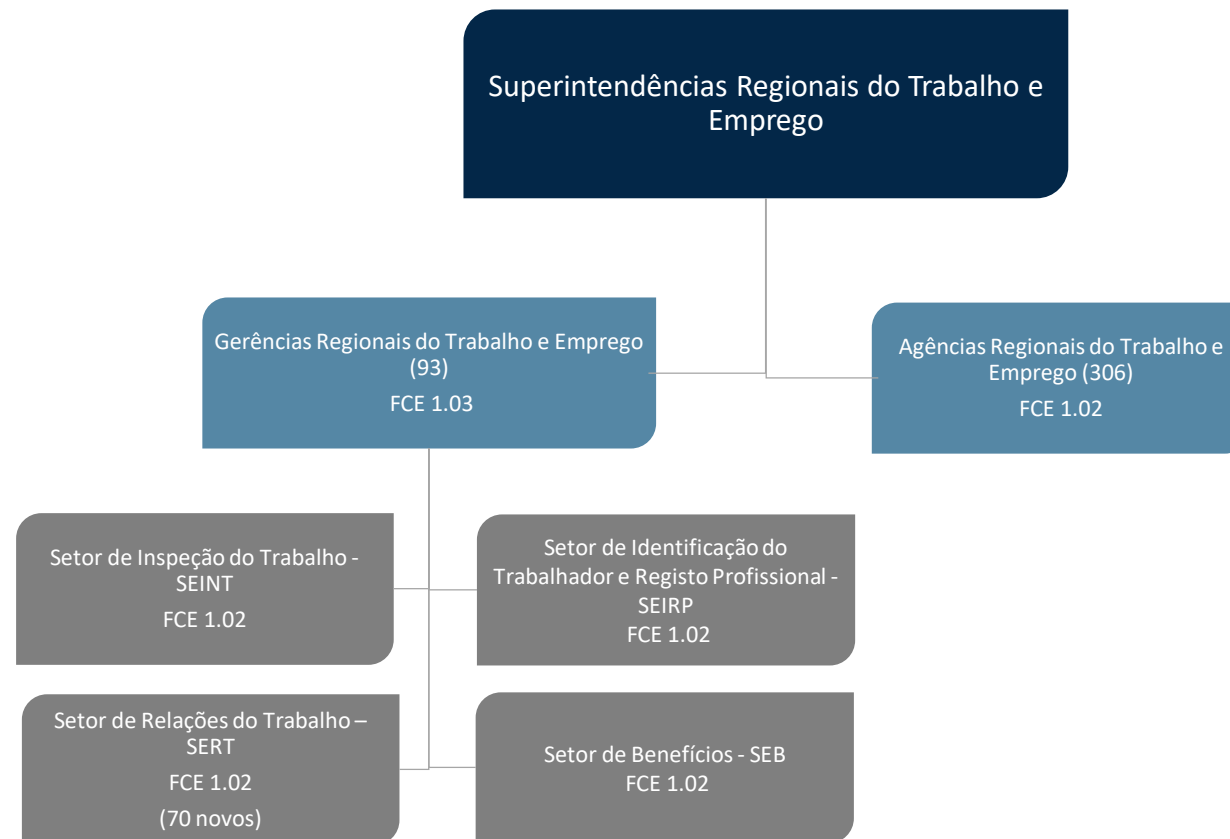 Superintendências Regionais do Trabalho e
Emprego
Gerências Regionais do Trabalho e Emprego
(93)
FCE 1.03
Agências Regionais do Trabalho e
Emprego (306)
FCE 1.02
Setor de Inspeção do Trabalho -
SEINT
FCE 1.02
Setor de Identificação do
Trabalhador e Registo Profissional -
SEIRP
FCE 1.02
Setor de Relações do Trabalho –
SERT
FCE 1.02
(70 novos)
Setor de Benefícios - SEB
FCE 1.02